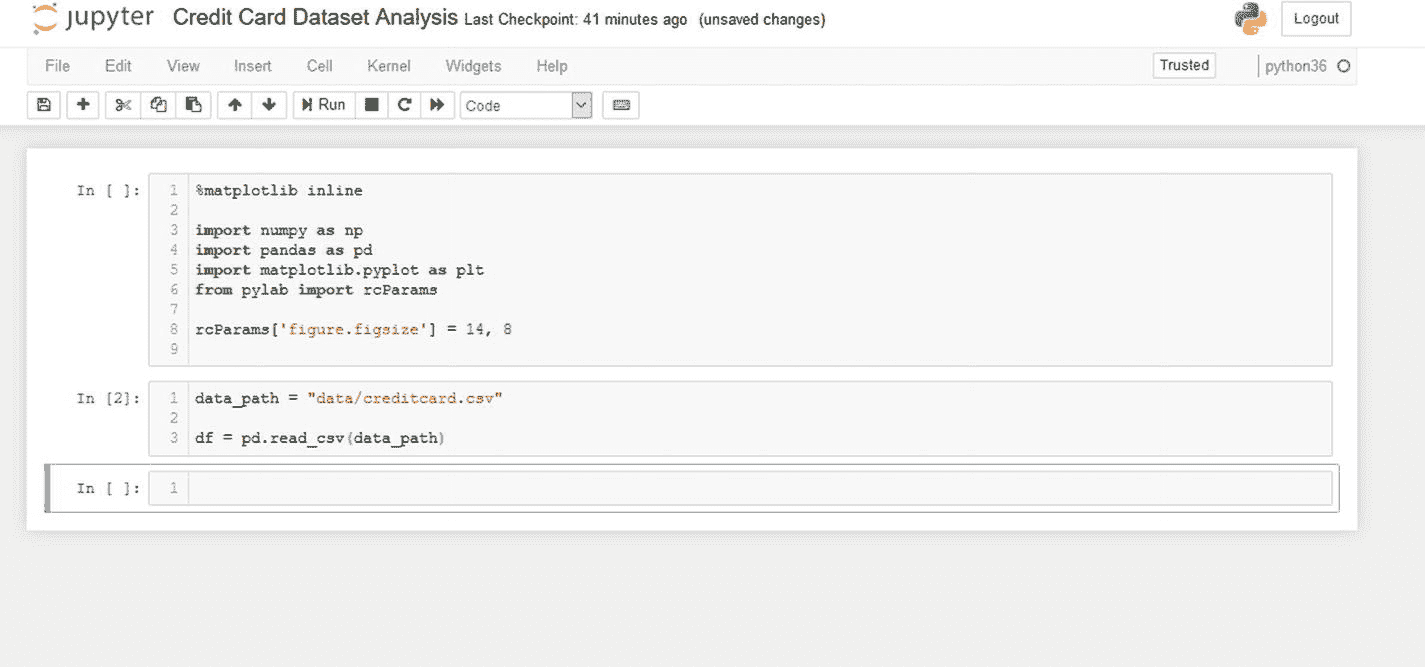 jupyter Credit Card Dataset Analysis Last Checkpoint: 41 minutes ago (unsaved changes) Logout
File Edit View Insert Cell Kernel Widgets Help Trusted python36
Run Code
In [ ]: 1 %matplotlib inline
2
3 import numpy as np
4 import pandas as pd
5 import matplotlib.pyplot as plt
6 from pylab import rcParams
7
8 rcParams['figure.figsize'] = 14, 8
9
In [2]: 1 data_path = "data/creditcard.csv"
2
3 df = pd.read_csv(data_path)
In [ ]: 1